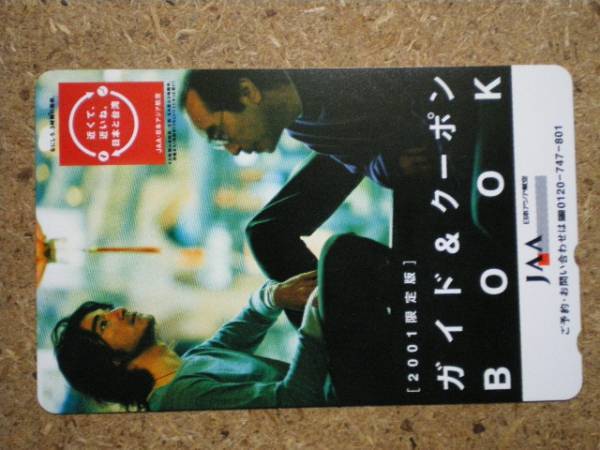 近くて、
近いね。
日本と台湾
JAA・日本アジア航空
[2001限定版]
ガイド&クーポン
BOOK
JAA
日本アジア航空
ご予約・お問い合わせは 0120-747-801